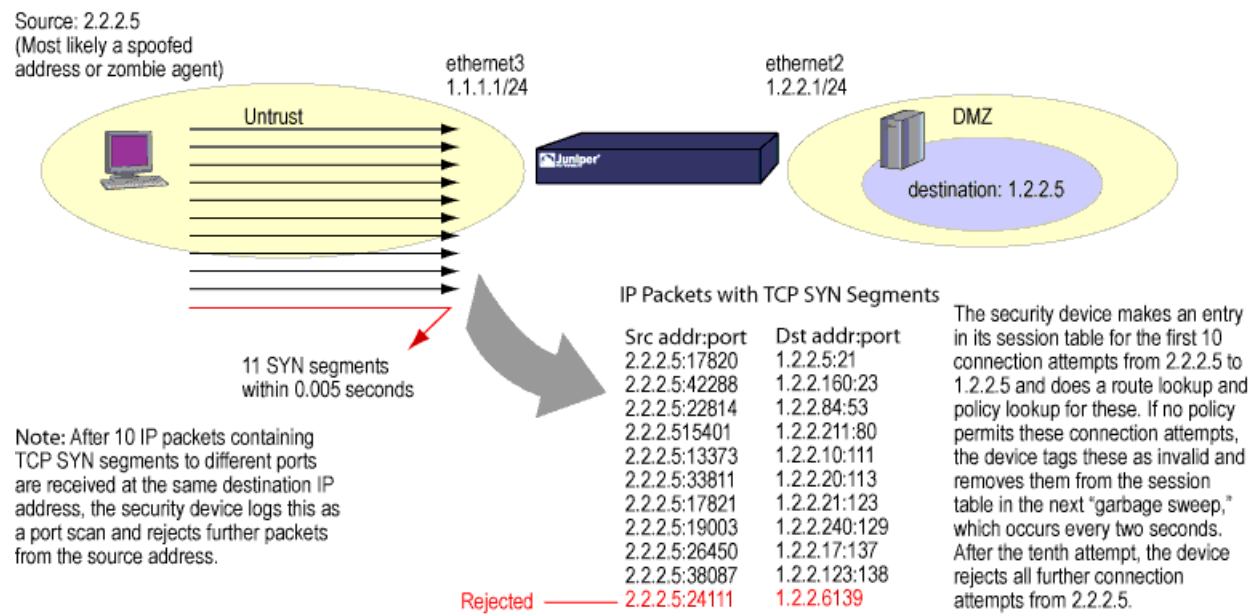 Source: 2.2.2.5
(Most likely a spoofed
address or zombie agent)
ethernet3
1.1.1.1/24
ethernet2
1.2.2.1/24
Untrust
DMZ
Juniper
destination: 1.2.2.5
11 SYN segments
within 0.005 seconds
Note: After 10 IP packets containing
TCP SYN segments to different ports
are received at the same destination IP
address, the security device logs this as
a port scan and rejects further packets
from the source address.
IP Packets with TCP SYN Segments
Src addr:port Dst addr:port
2.2.2.5:17820 1.2.2.5:21
2.2.2.5:42288 1.2.2.160:23
2.2.2.5:22814 1.2.2.84:53
2.2.2.515401 1.2.2.211:80
2.2.2.5:13373 1.2.2.10:111
2.2.2.5:33811 1.2.2.20:113
2.2.2.5:17821 1.2.2.21:123
2.2.2.5:19003 1.2.2.240:129
2.2.2.5:26450 1.2.2.17:137
2.2.2.5:38087 1.2.2.123:138
Rejected 2.2.2.5:24111 1.2.2.6139
The security device makes an entry
in its session table for the first 10
connection attempts from 2.2.2.5 to
1.2.2.5 and does a route lookup and
policy lookup for these. If no policy
permits these connection attempts,
the device tags these as invalid and
removes them from the session
table in the next “garbage sweep,”
which occurs every two seconds.
After the tenth attempt, the device
rejects all further connection
attempts from 2.2.2.5.